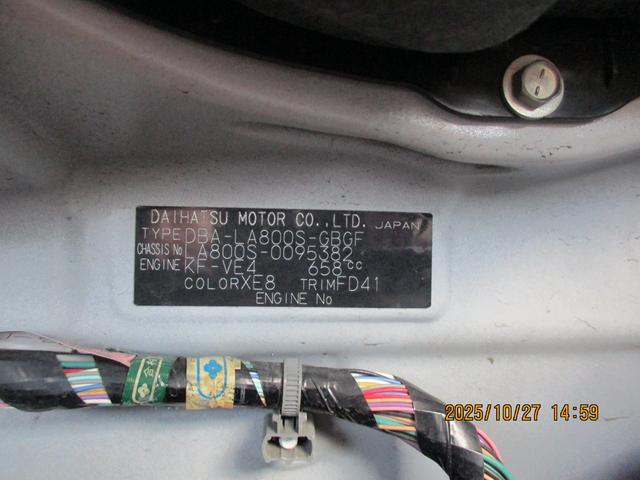 DAIHATSU MOTOR CO.,LTD. JAPAN
TYPE DBA-LA800S-GBGF
CHASSIS No LA800S-0095382
ENGINE KF-VE4 658cc
COLOR XE8 TRIM FD41
ENGINE No
2025/10/27 14:59